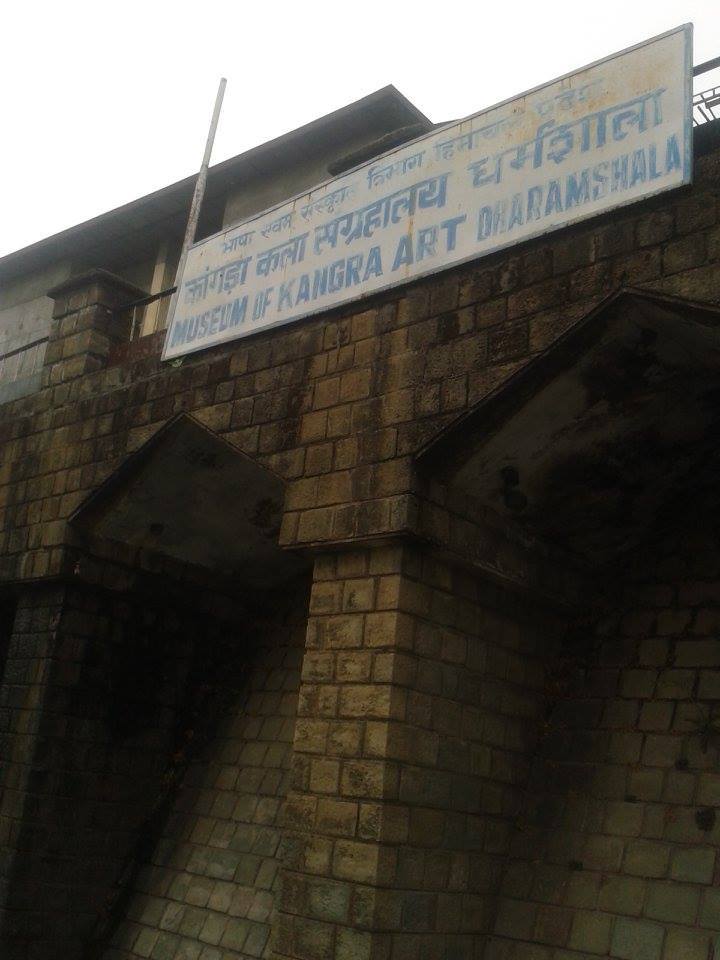 भाषा एवम संस्कृति विभाग हिमाचल प्रदेश
कांगड़ा कला संग्रहालय धर्मशाला
MUSEUM OF KANGRA ART DHARAMSHALA